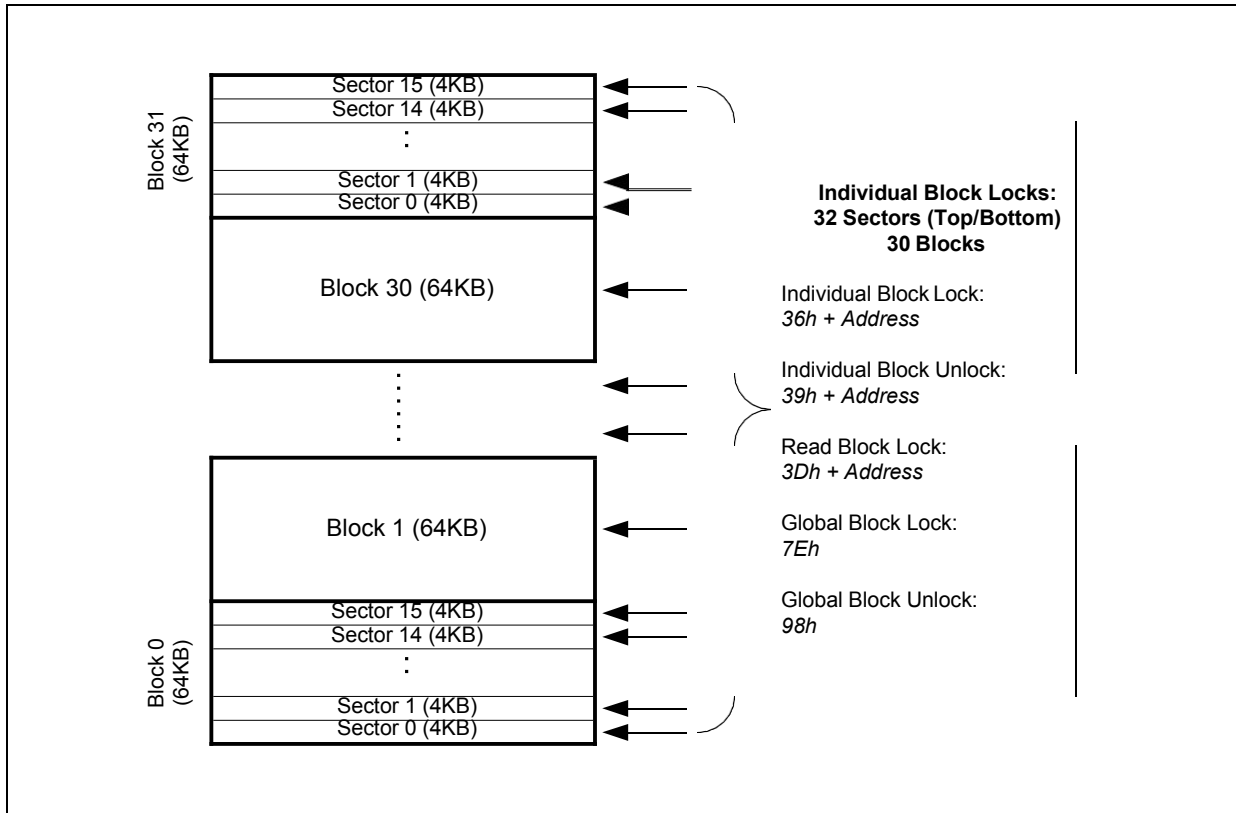 Block 31
(64KB)
Sector 15 (4KB)
Sector 14 (4KB)
:
Sector 1 (4KB)
Sector 0 (4KB)
Block 30 (64KB)
Block 1 (64KB)
Block 0
(64KB)
Sector 15 (4KB)
Sector 14 (4KB)
:
Sector 1 (4KB)
Sector 0 (4KB)
Individual Block Locks:
32 Sectors (Top/Bottom)
30 Blocks
Individual Block Lock:
36h + Address
Individual Block Unlock:
39h + Address
Read Block Lock:
3Dh + Address
Global Block Lock:
7Eh
Global Block Unlock:
98h